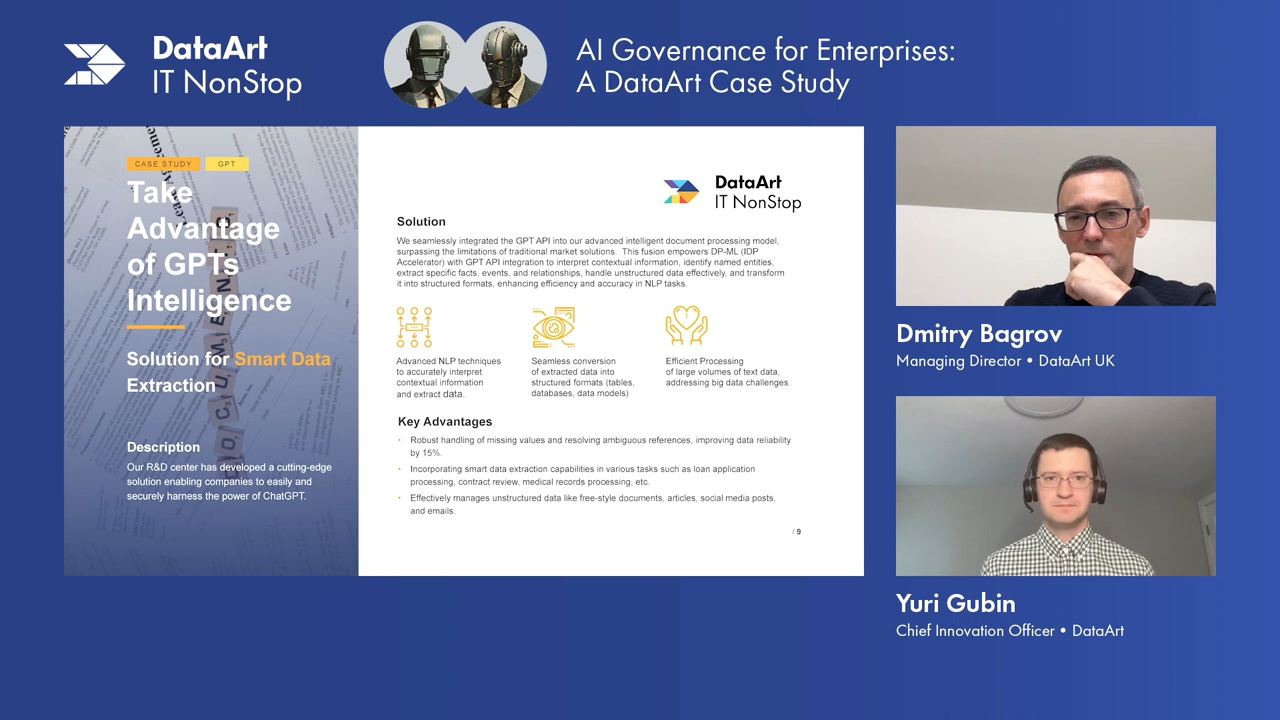 DataArt
IT NonStop
AI Governance for Enterprises:
A DataArt Case Study
CASE STUDY
GPT
Take
Advantage
of GPTs
Intelligence
Solution for Smart Data
Extraction
Description
Our R&D center has developed a cutting-edge
solution enabling companies to easily and
securely harness the power of ChatGPT.
DataArt
IT NonStop
Solution
We seamlessly integrated the GPT API into our advanced intelligent document processing model,
surpassing the limitations of traditional market solutions. This fusion empowers DP-ML (IDP
Accelerator) with GPT API integration to interpret contextual information, identify named entities,
extract specific facts, events, and relationships, handle unstructured data effectively, and transform
it into structured formats, enhancing efficiency and accuracy in NLP tasks.
Advanced NLP techniques
to accurately interpret
contextual information
and extract data.
Seamless conversion
of extracted data into
structured formats (tables,
databases, data models)
Efficient Processing
of large volumes of text data,
addressing big data challenges
Key Advantages
• Robust handling of missing values and resolving ambiguous references, improving data reliability
by 15%.
• Incorporating smart data extraction capabilities in various tasks such as loan application
processing, contract review, medical records processing, etc.
• Effectively manages unstructured data like free-style documents, articles, social media posts,
and emails.
/ 9
Dmitry Bagrov
Managing Director • DataArt UK
Yuri Gubin
Chief Innovation Officer • DataArt